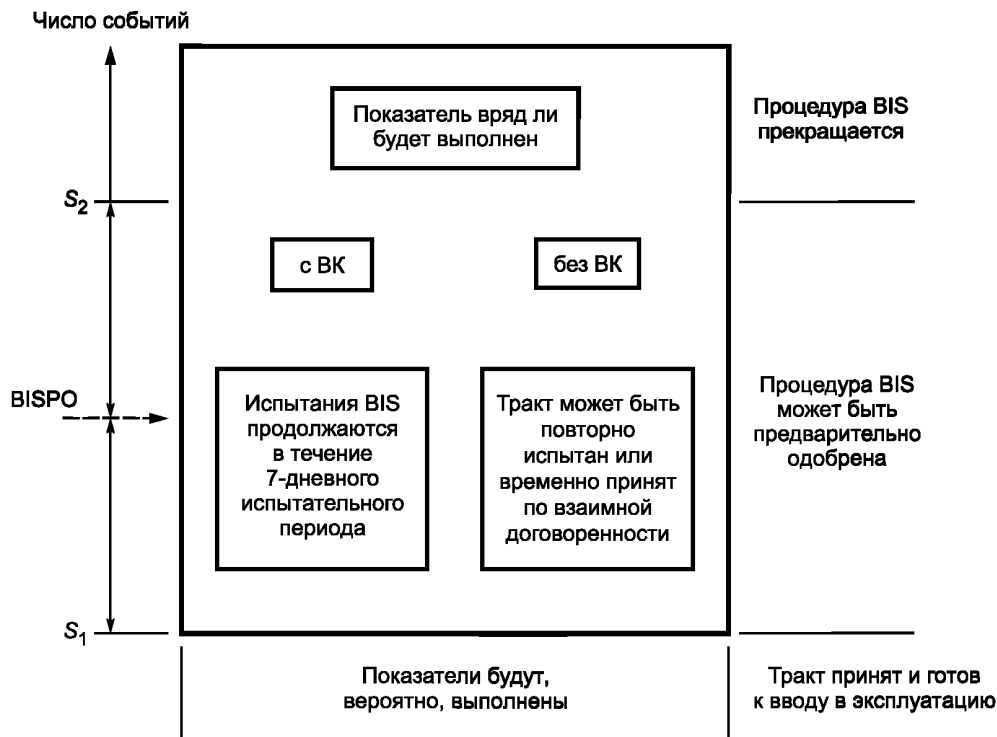 Число событий
Показатель вряд ли
будет выполнен
Процедура BIS
прекращается
S2
с ВК
без ВК
BISPO
Испытания BIS
продолжаются
в течение
7-дневного
испытательного
периода
Тракт может быть
повторно
испытан или
временно принят
по взаимной
договоренности
Процедура BIS
может быть
предварительно
одобрена
S1
Показатели будут,
вероятно, выполнены
Тракт принят и готов
к вводу в эксплуатацию